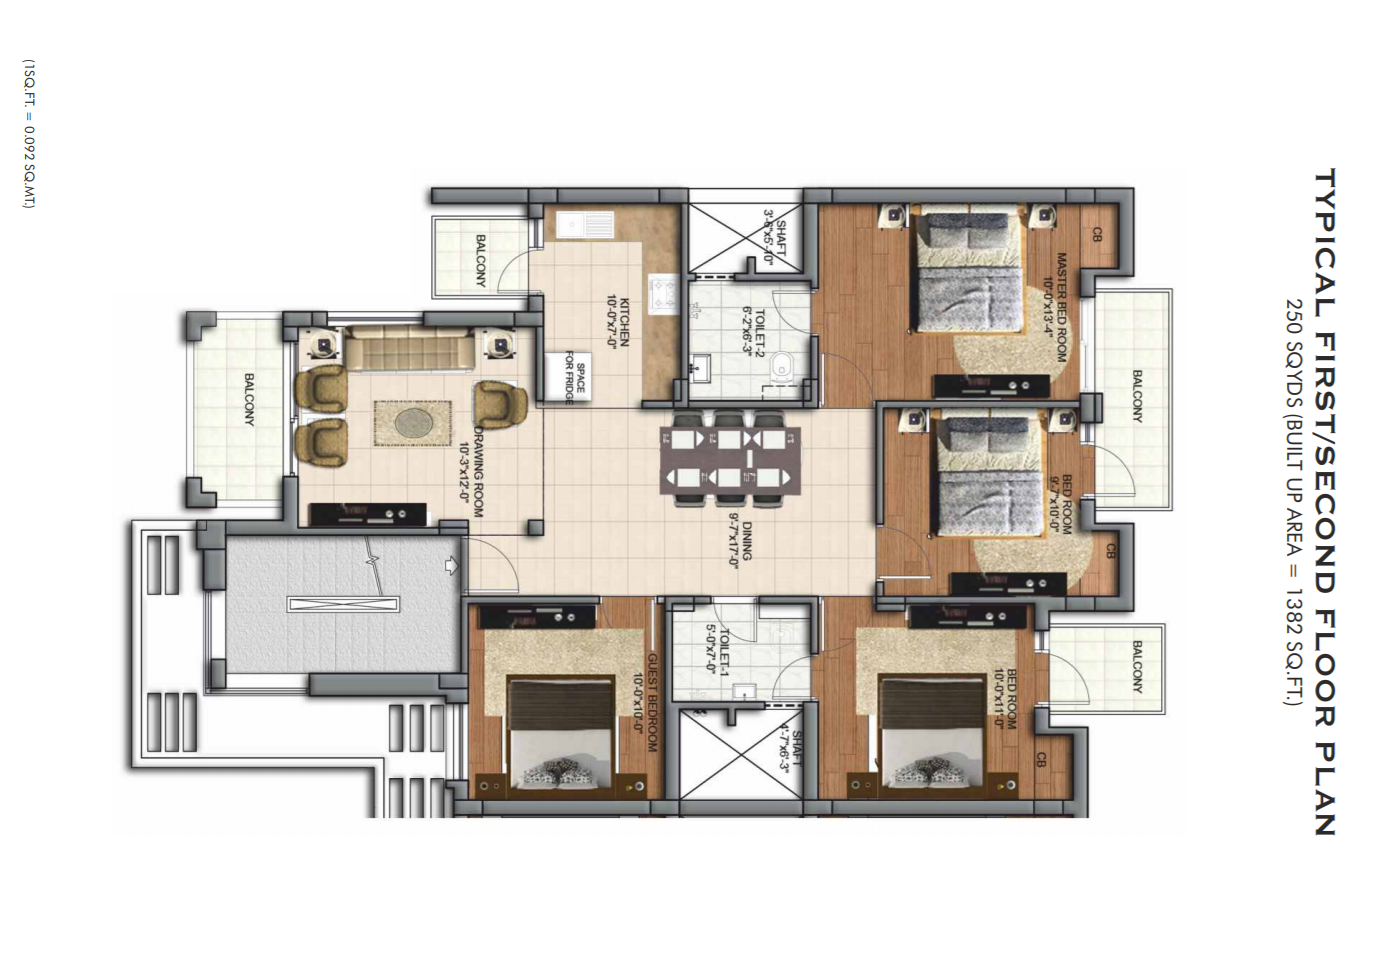 TYPICAL FIRST/SECOND FLOOR PLAN
250 SQYDS (BUILT UP AREA = 1382 SQ.FT.)
BALCONY
BALCONY
CB
MASTER BED ROOM
10'-0"x13'-4"
BED ROOM
9'-7"x10'-0"
CB
BED ROOM
10'-0"x11'-0"
CB
SHAFT
3'-6"x5'-10"
TOILET-2
6'-2"x6'-3"
DINING
9'-7"x17'-0"
TOILET-1
5'-0"x7'-0"
SHAFT
4'-7"x6'-3"
KITCHEN
10'-0"x7'-0"
SPACE
FOR FRIDGE
GUEST BEDROOM
10'-0"x10'-0"
BALCONY
DRAWING ROOM
10'-3"x12'-0"
BALCONY
(1SQ.FT. = 0.092 SQ.MT.)